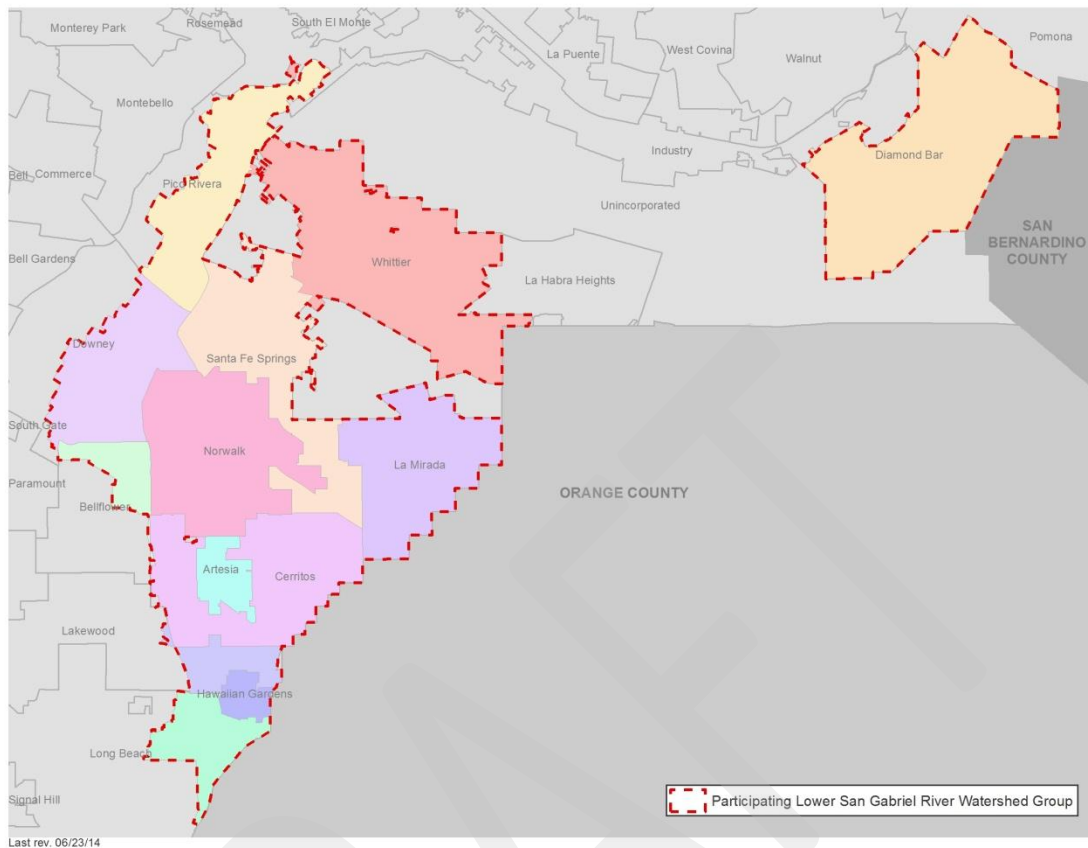 Monterey Park
Rosemead
South El Monte
La Puente
West Covina
Walnut
Pomona
Montebello
Bell
Commerce
Pico Rivera
Industry
Diamond Bar
Unincorporated
SAN
BERNARDINO
COUNTY
Bell Gardens
Whittier
La Habra Heights
Downey
Santa Fe Springs
South Gate
Norwalk
La Mirada
Paramount
Bellflower
ORANGE COUNTY
Artesia
Cerritos
Lakewood
Hawaiian Gardens
Long Beach
Signal Hill
Participating Lower San Gabriel River Watershed Group
Last rev. 06/23/14
DRAFT